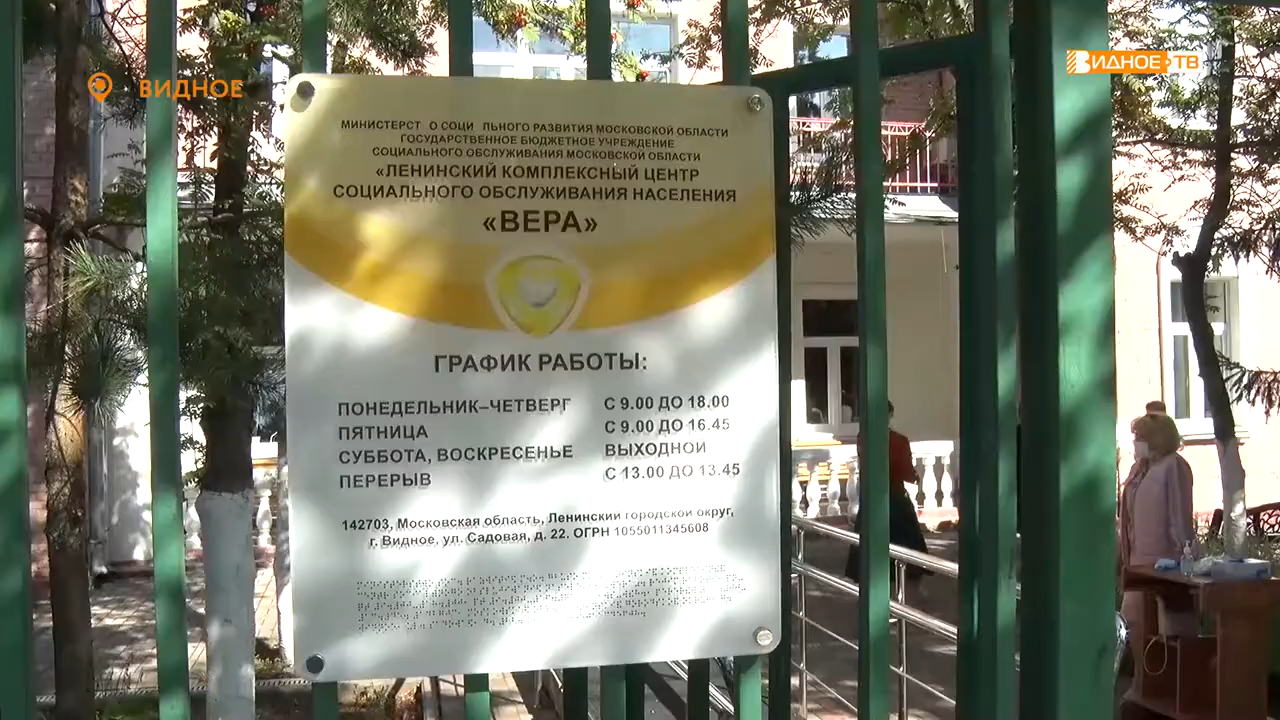 ВИДНОЕ
ВИДНОЕ ТВ
МИНИСТЕРСТ О СОЦИ ЛЬНОГО РАЗВИТИЯ МОСКОВСКОЙ ОБЛАСТИ
ГОСУДАРСТВЕННОЕ БЮДЖЕТНОЕ УЧРЕЖДЕНИЕ
СОЦИАЛЬНОГО ОБСЛУЖИВАНИЯ МОСКОВСКОЙ ОБЛАСТИ
«ЛЕНИНСКИЙ КОМПЛЕКСНЫЙ ЦЕНТР
СОЦИАЛЬНОГО ОБСЛУЖИВАНИЯ НАСЕЛЕНИЯ
«ВЕРА»
ГРАФИК РАБОТЫ:
ПОНЕДЕЛЬНИК–ЧЕТВЕРГ С 9.00 ДО 18.00
ПЯТНИЦА С 9.00 ДО 16.45
СУББОТА, ВОСКРЕСЕНЬЕ ВЫХОДНОЙ
ПЕРЕРЫВ С 13.00 ДО 13.45
142703, Московская область, Ленинский городской округ,
г. Видное, ул. Садовая, д. 22. ОГРН 1055011345608